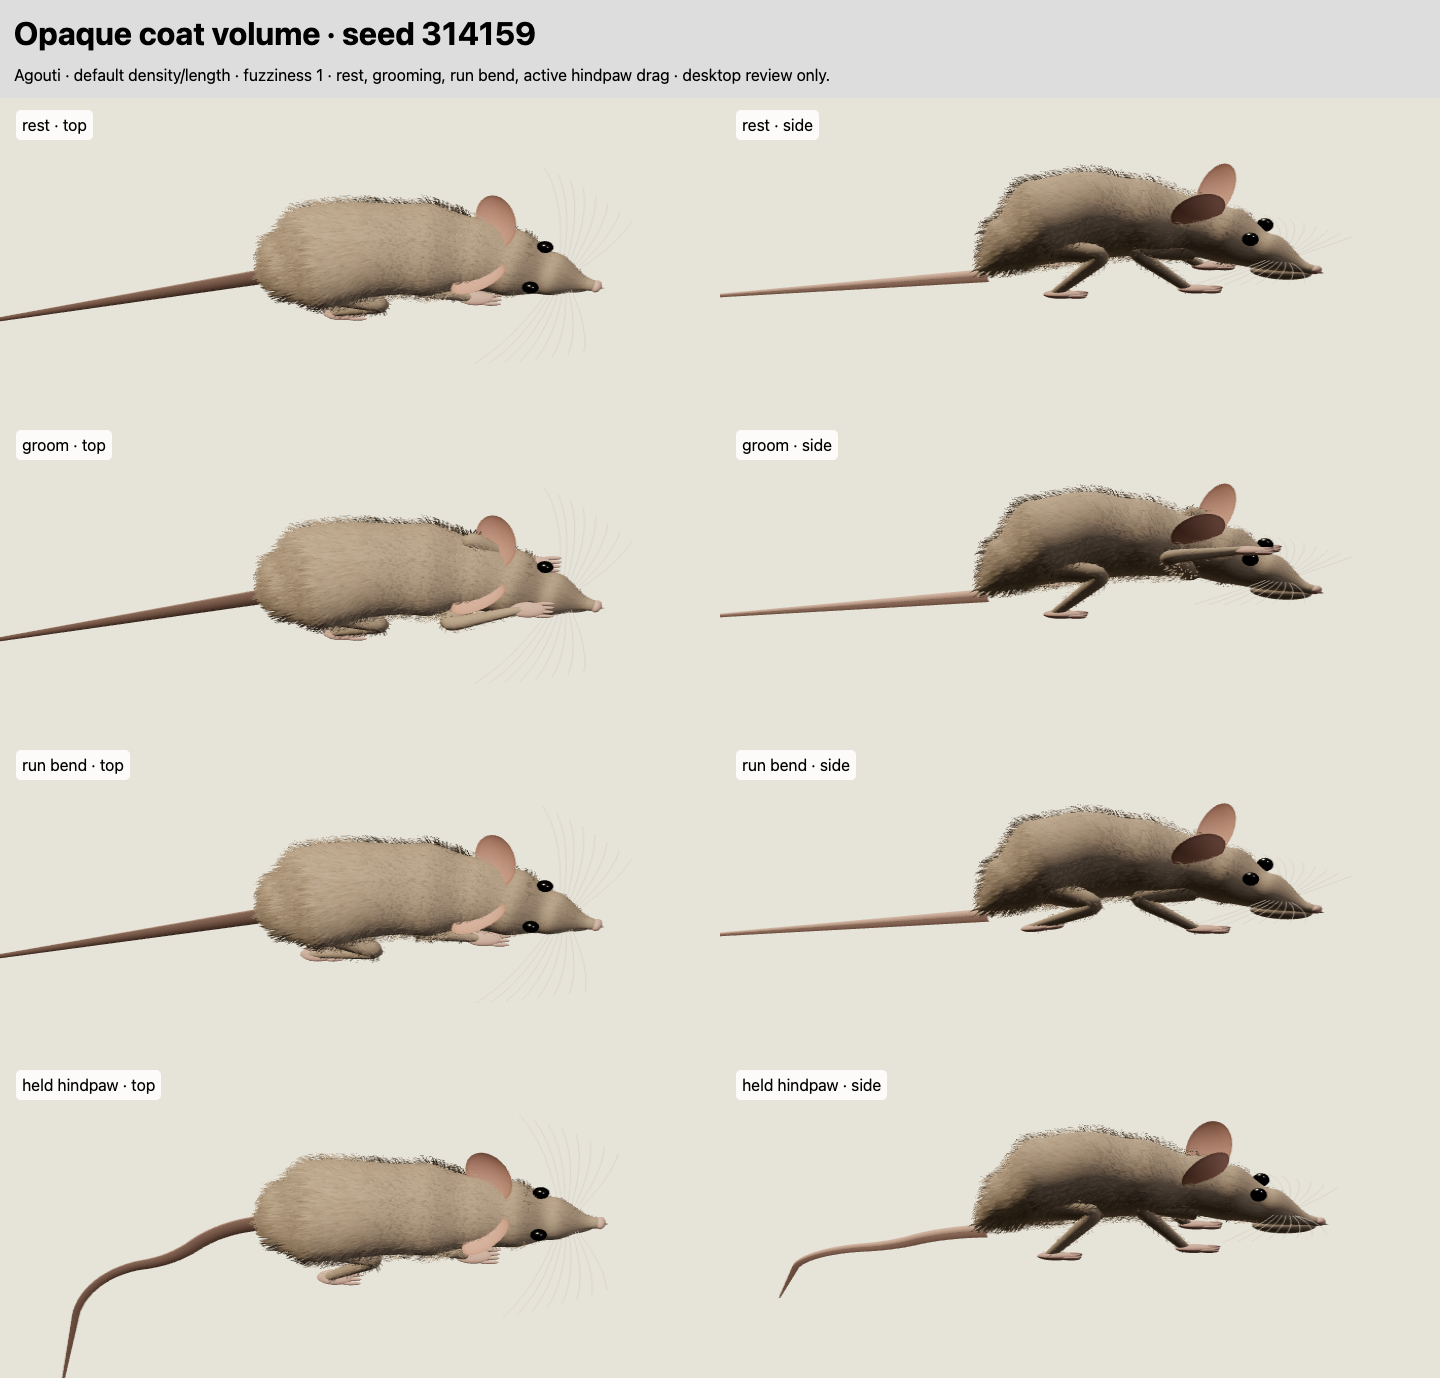 Opaque coat volume · seed 314159
Agouti · default density/length · fuzziness 1 · rest, grooming, run bend, active hindpaw drag · desktop review only.
rest · top
rest · side
groom · top
groom · side
run bend · top
run bend · side
held hindpaw · top
held hindpaw · side